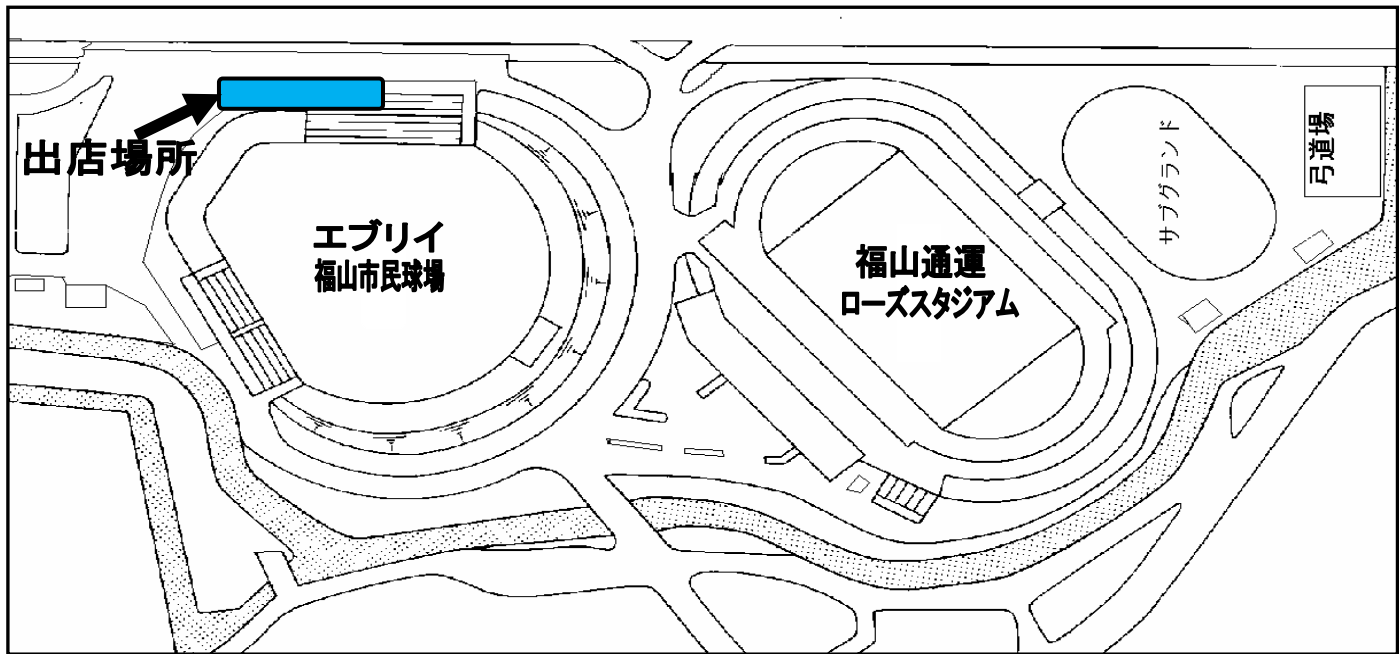 出店場所
エブリイ
福山市民球場
福山通運
ローズスタジアム
サブグランド
弓道場